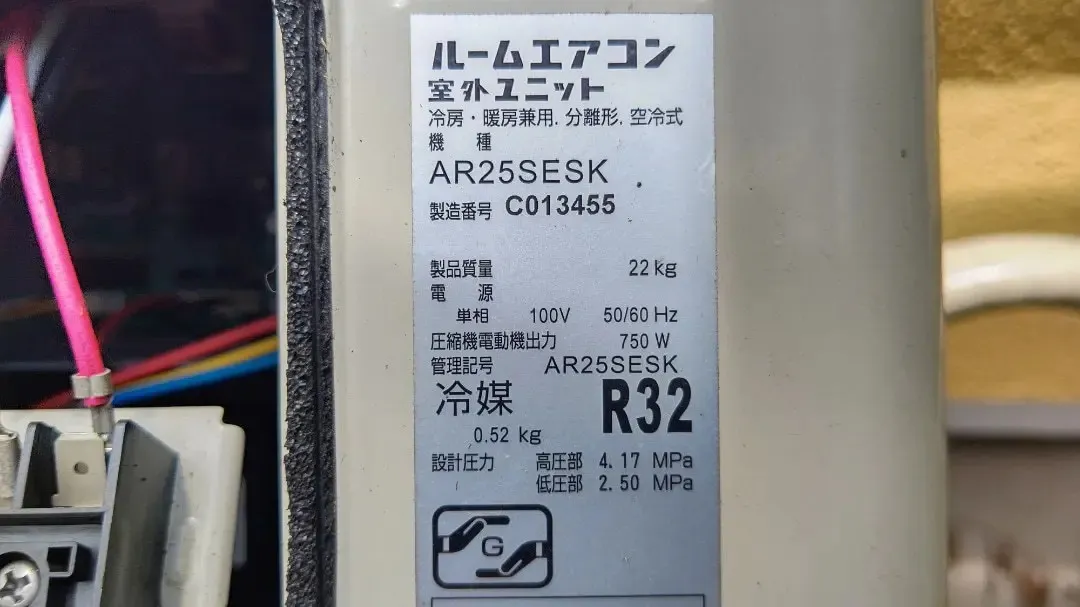 ルームエアコン
室外ユニット
冷房・暖房兼用. 分離形. 空冷式
機 種
AR25SESK
製造番号 C013455
製品質量 22 kg
電 源
単相 100V 50/60 Hz
圧縮機電動機出力 750 W
管理記号 AR25SESK
冷媒 R32
0.52 kg
設計圧力 高圧部 4.17 MPa
低圧部 2.50 MPa
G